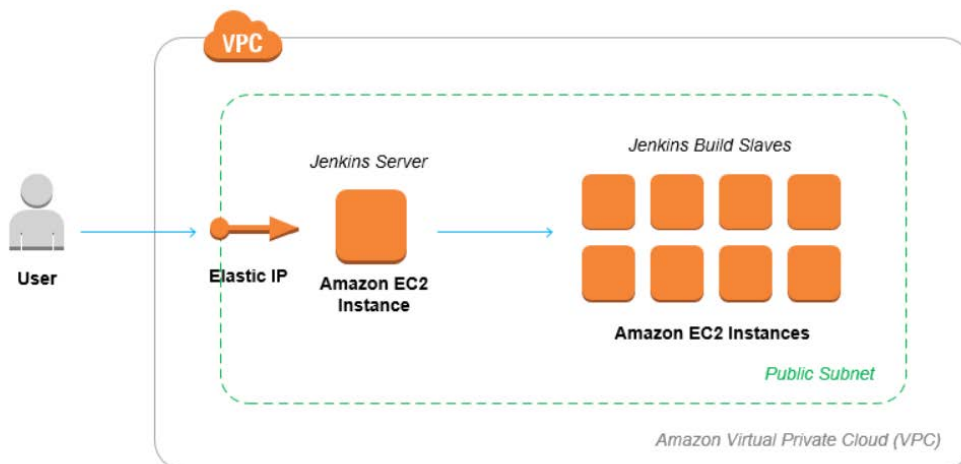 VPC
Jenkins Server
Jenkins Build Slaves
User
Elastic IP
Amazon EC2
Instance
Amazon EC2 Instances
Public Subnet
Amazon Virtual Private Cloud (VPC)